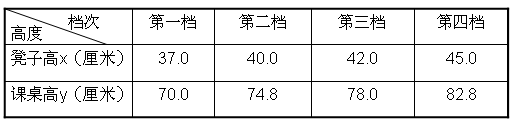 档次 第一档 第二档 第三档 第四档
高度
凳子高x（厘米） 37.0 40.0 42.0 45.0
课桌高y（厘米） 70.0 74.8 78.0 82.8